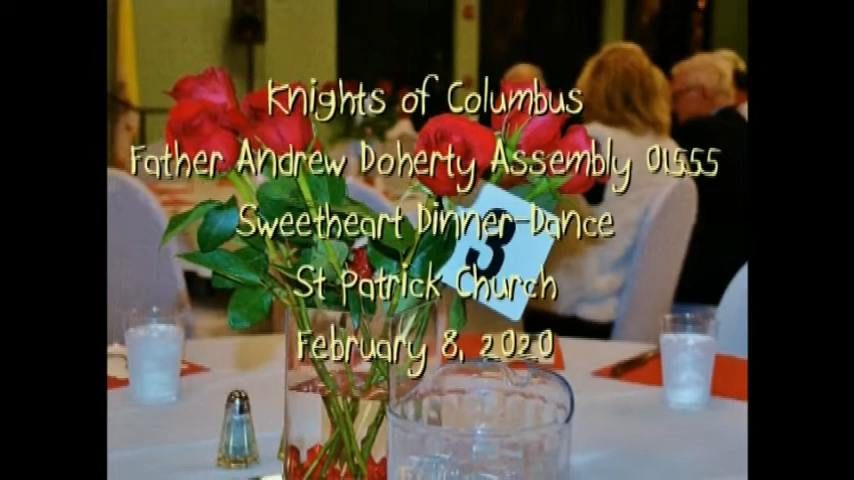 Knights of Columbus
Father Andrew Doherty Assembly 01555
Sweetheart Dinner-Dance
3
St Patrick Church
February 8, 2020